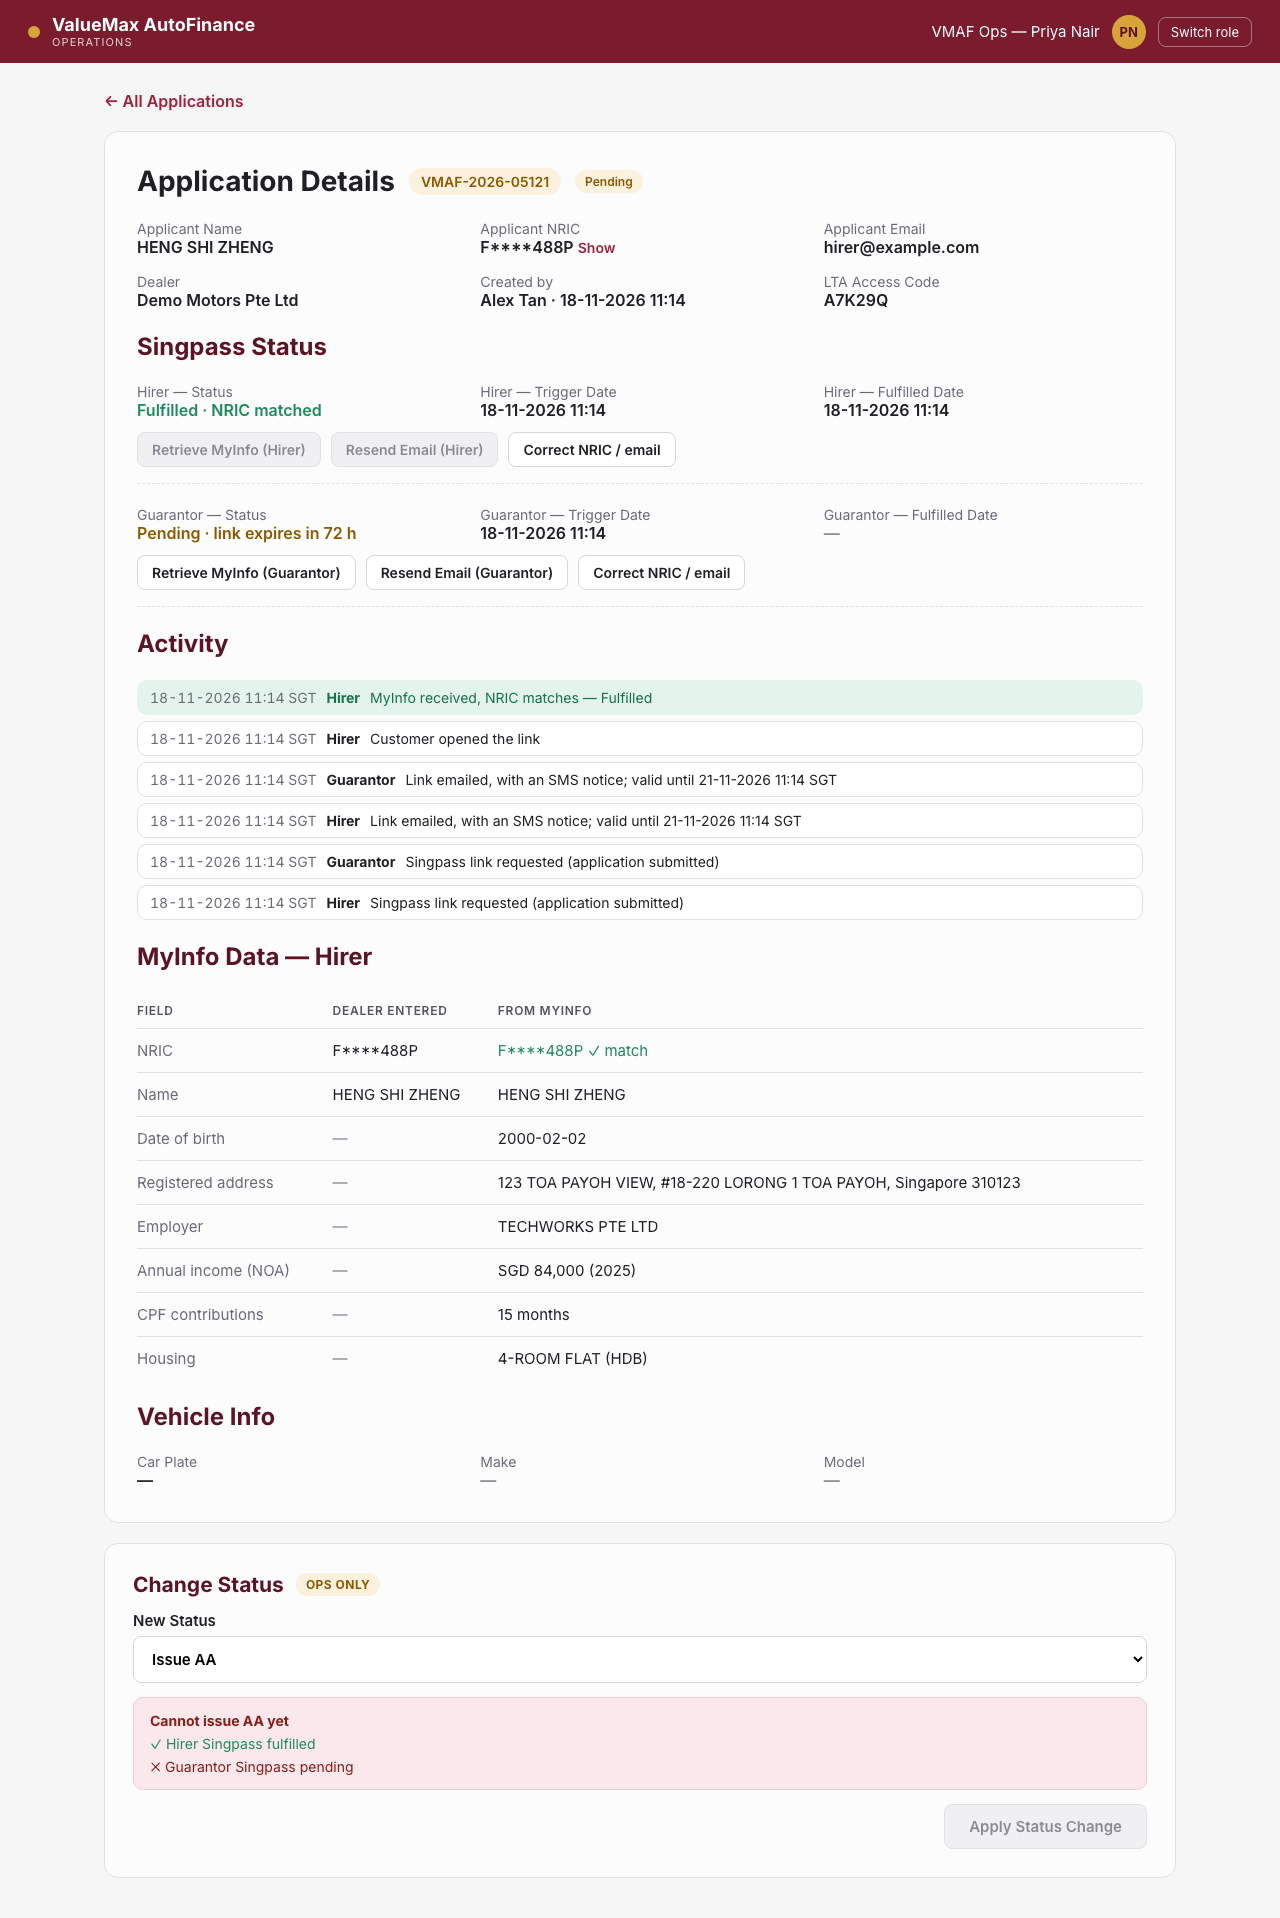 ValueMax AutoFinance
OPERATIONS
VMAF Ops — Priya Nair PN Switch role
← All Applications
Application Details VMAF-2026-05121 Pending
Applicant Name Applicant NRIC Applicant Email
HENG SHI ZHENG F****488P Show hirer@example.com
Dealer Created by LTA Access Code
Demo Motors Pte Ltd Alex Tan · 18-11-2026 11:14 A7K29Q
Singpass Status
Hirer — Status Hirer — Trigger Date Hirer — Fulfilled Date
Fulfilled · NRIC matched 18-11-2026 11:14 18-11-2026 11:14
Retrieve MyInfo (Hirer) Resend Email (Hirer) Correct NRIC / email
Guarantor — Status Guarantor — Trigger Date Guarantor — Fulfilled Date
Pending · link expires in 72 h 18-11-2026 11:14 —
Retrieve MyInfo (Guarantor) Resend Email (Guarantor) Correct NRIC / email
Activity
18-11-2026 11:14 SGT Hirer MyInfo received, NRIC matches — Fulfilled
18-11-2026 11:14 SGT Hirer Customer opened the link
18-11-2026 11:14 SGT Guarantor Link emailed, with an SMS notice; valid until 21-11-2026 11:14 SGT
18-11-2026 11:14 SGT Hirer Link emailed, with an SMS notice; valid until 21-11-2026 11:14 SGT
18-11-2026 11:14 SGT Guarantor Singpass link requested (application submitted)
18-11-2026 11:14 SGT Hirer Singpass link requested (application submitted)
MyInfo Data — Hirer
FIELD DEALER ENTERED FROM MYINFO
NRIC F****488P F****488P ✓ match
Name HENG SHI ZHENG HENG SHI ZHENG
Date of birth — 2000-02-02
Registered address — 123 TOA PAYOH VIEW, #18-220 LORONG 1 TOA PAYOH, Singapore 310123
Employer — TECHWORKS PTE LTD
Annual income (NOA) — SGD 84,000 (2025)
CPF contributions — 15 months
Housing — 4-ROOM FLAT (HDB)
Vehicle Info
Car Plate Make Model
— — —
Change Status OPS ONLY
New Status
Issue AA
Cannot issue AA yet
✓ Hirer Singpass fulfilled
✕ Guarantor Singpass pending
Apply Status Change